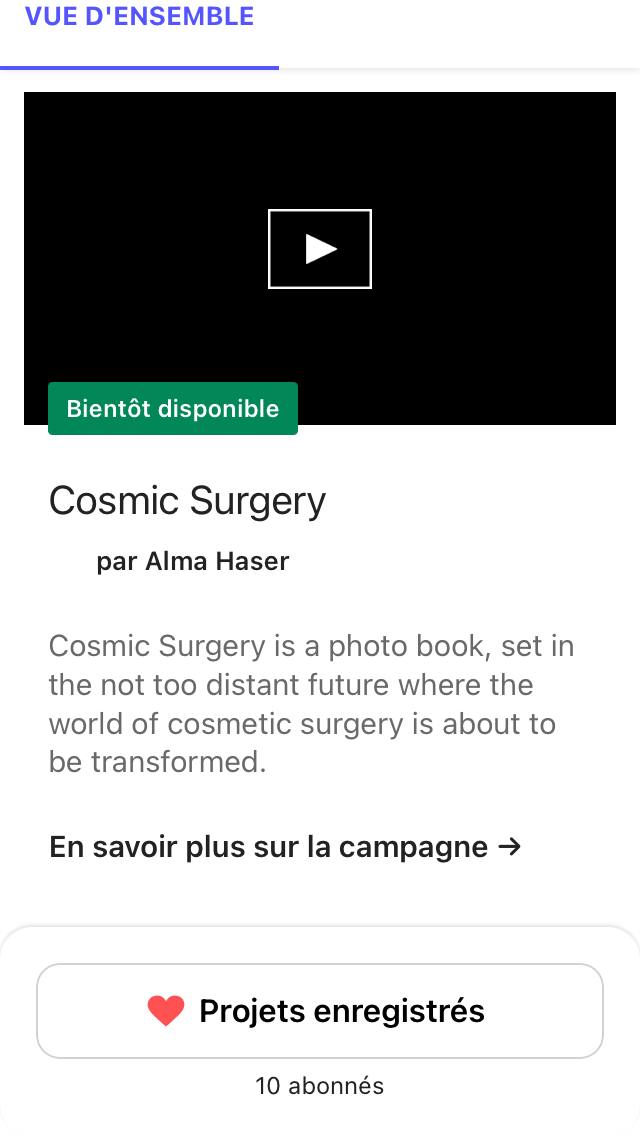 VUE D'ENSEMBLE
Bientôt disponible
Cosmic Surgery
par Alma Haser
Cosmic Surgery is a photo book, set in
the not too distant future where the
world of cosmetic surgery is about to
be transformed.
En savoir plus sur la campagne →
Projets enregistrés
10 abonnés